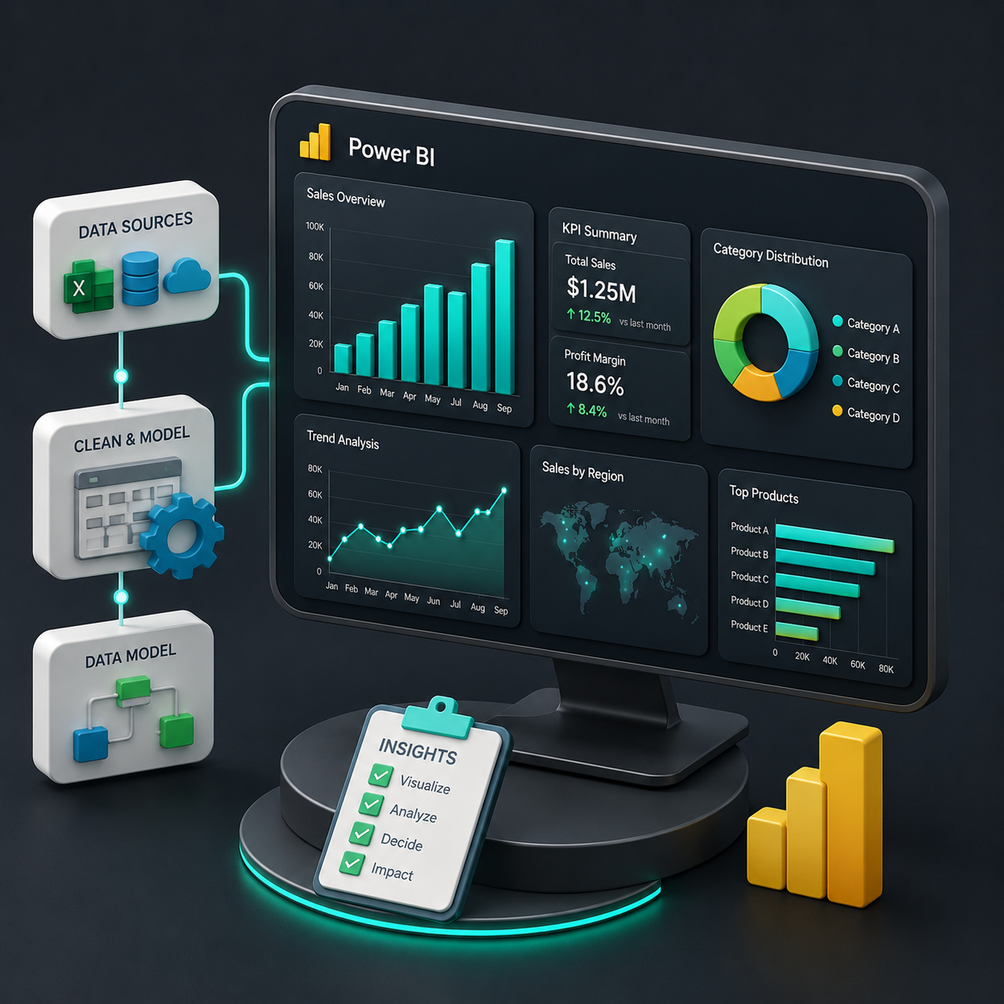 Power BI
DATA SOURCES
X
CLEAN & MODEL
DATA MODEL
Sales Overview
100K
80K
60K
40K
20K
0
Jan Feb Mar Apr May Jul Aug Sep
KPI Summary
Total Sales
$1.25M
↑ 12.5% vs last month
Profit Margin
18.6%
↑ 8.4% vs last month
Category Distribution
Category A
Category B
Category C
Category D
Trend Analysis
80K
60K
40K
20K
0
Jan Feb Mar Apr May Jun Jul Aug Sep
Sales by Region
Top Products
Product A
Product B
Product C
Product D
Product E
0 20K 40K 60K 80K
INSIGHTS
Visualize
Analyze
Decide
Impact